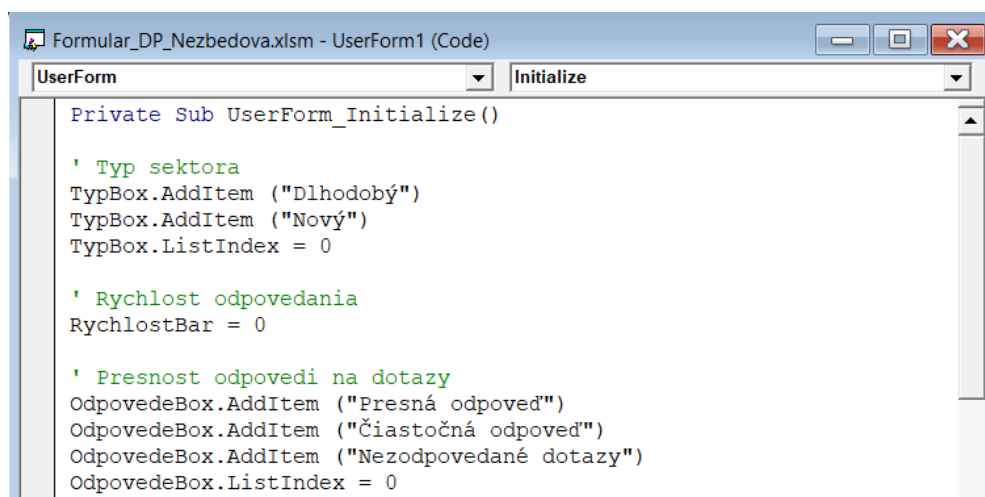 Formular_DP_Nezbedova.xlsm - UserForm1 (Code)
UserForm Initialize
Private Sub UserForm_Initialize()
' Typ sektora
TypBox.AddItem ("Dlhodobý")
TypBox.AddItem ("Nový")
TypBox.ListIndex = 0
' Rychlost odpovedania
RychlostBar = 0
' Presnost odpovedi na dotazy
OdpovedeBox.AddItem ("Presná odpoveď")
OdpovedeBox.AddItem ("Čiastočná odpoveď")
OdpovedeBox.AddItem ("Nezodpovedané dotazy")
OdpovedeBox.ListIndex = 0